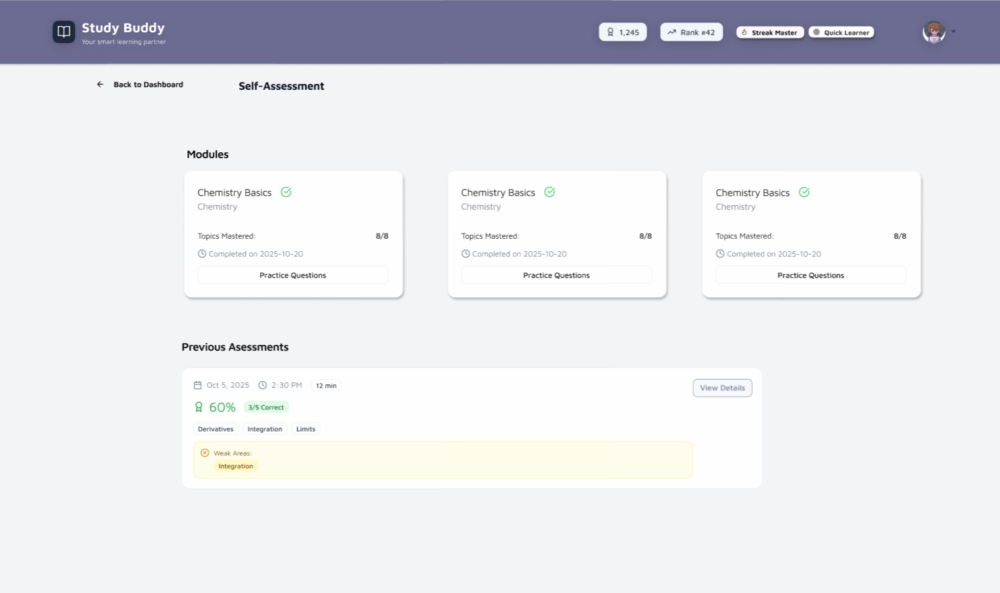 Study Buddy
Your smart learning partner
1,245
Rank #42
Streak Master
Quick Learner
Back to Dashboard
Self-Assessment
Modules
Chemistry Basics
Chemistry
Topics Mastered: 8/8
Completed on 2025-10-20
Practice Questions
Chemistry Basics
Chemistry
Topics Mastered: 8/8
Completed on 2025-10-20
Practice Questions
Chemistry Basics
Chemistry
Topics Mastered: 8/8
Completed on 2025-10-20
Practice Questions
Previous Asessments
Oct 5, 2025 2:30 PM 12 min
View Details
60% 3/5 Correct
Derivatives Integration Limits
Weak Areas:
Integration